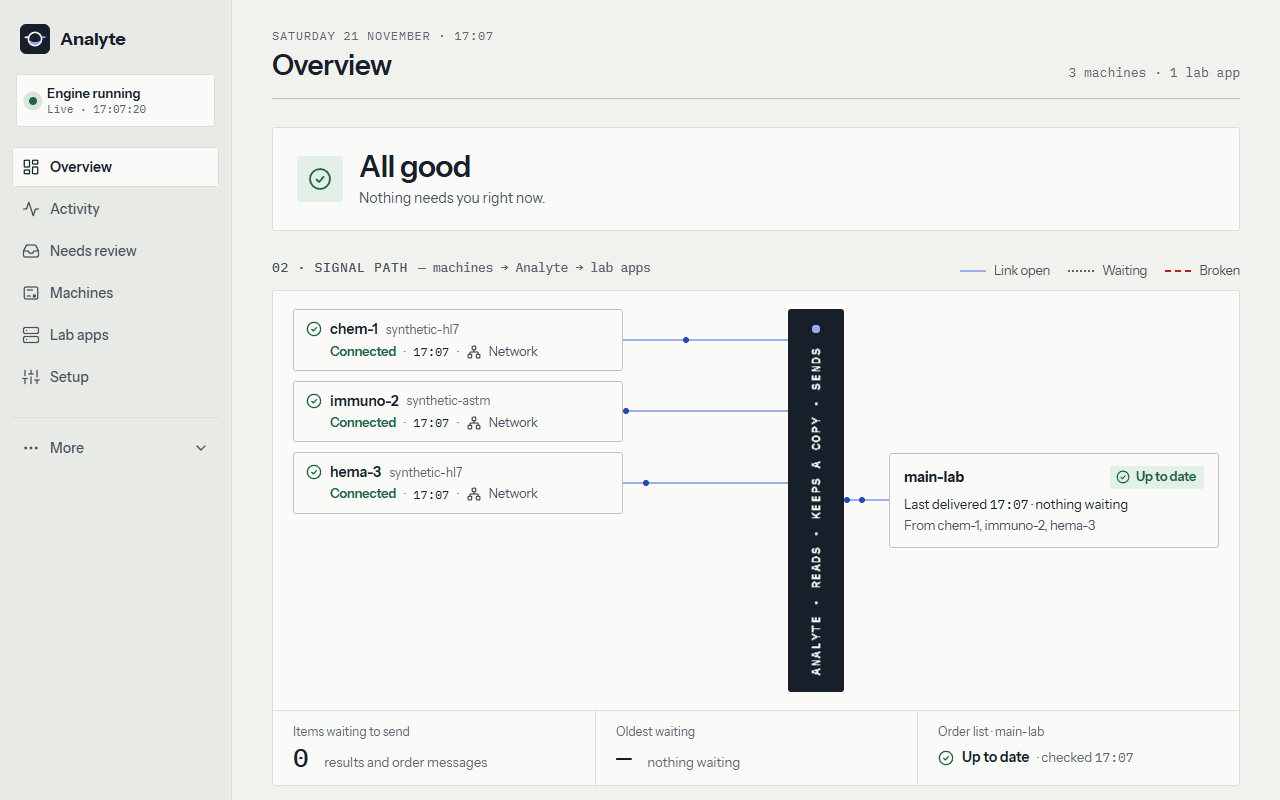 Analyte
Engine running
Live · 17:07:20
Overview
Activity
Needs review
Machines
Lab apps
Setup
More
SATURDAY 21 NOVEMBER · 17:07
Overview
3 machines · 1 lab app
All good
Nothing needs you right now.
02 · SIGNAL PATH — machines → Analyte → lab apps
Link open
Waiting
Broken
chem-1 synthetic-hl7
Connected · 17:07 · Network
immuno-2 synthetic-astm
Connected · 17:07 · Network
hema-3 synthetic-hl7
Connected · 17:07 · Network
ANALYTE · READS · KEEPS A COPY · SENDS
main-lab Up to date
Last delivered 17:07 · nothing waiting
From chem-1, immuno-2, hema-3
Items waiting to send
0 results and order messages
Oldest waiting
— nothing waiting
Order list · main-lab
Up to date · checked 17:07